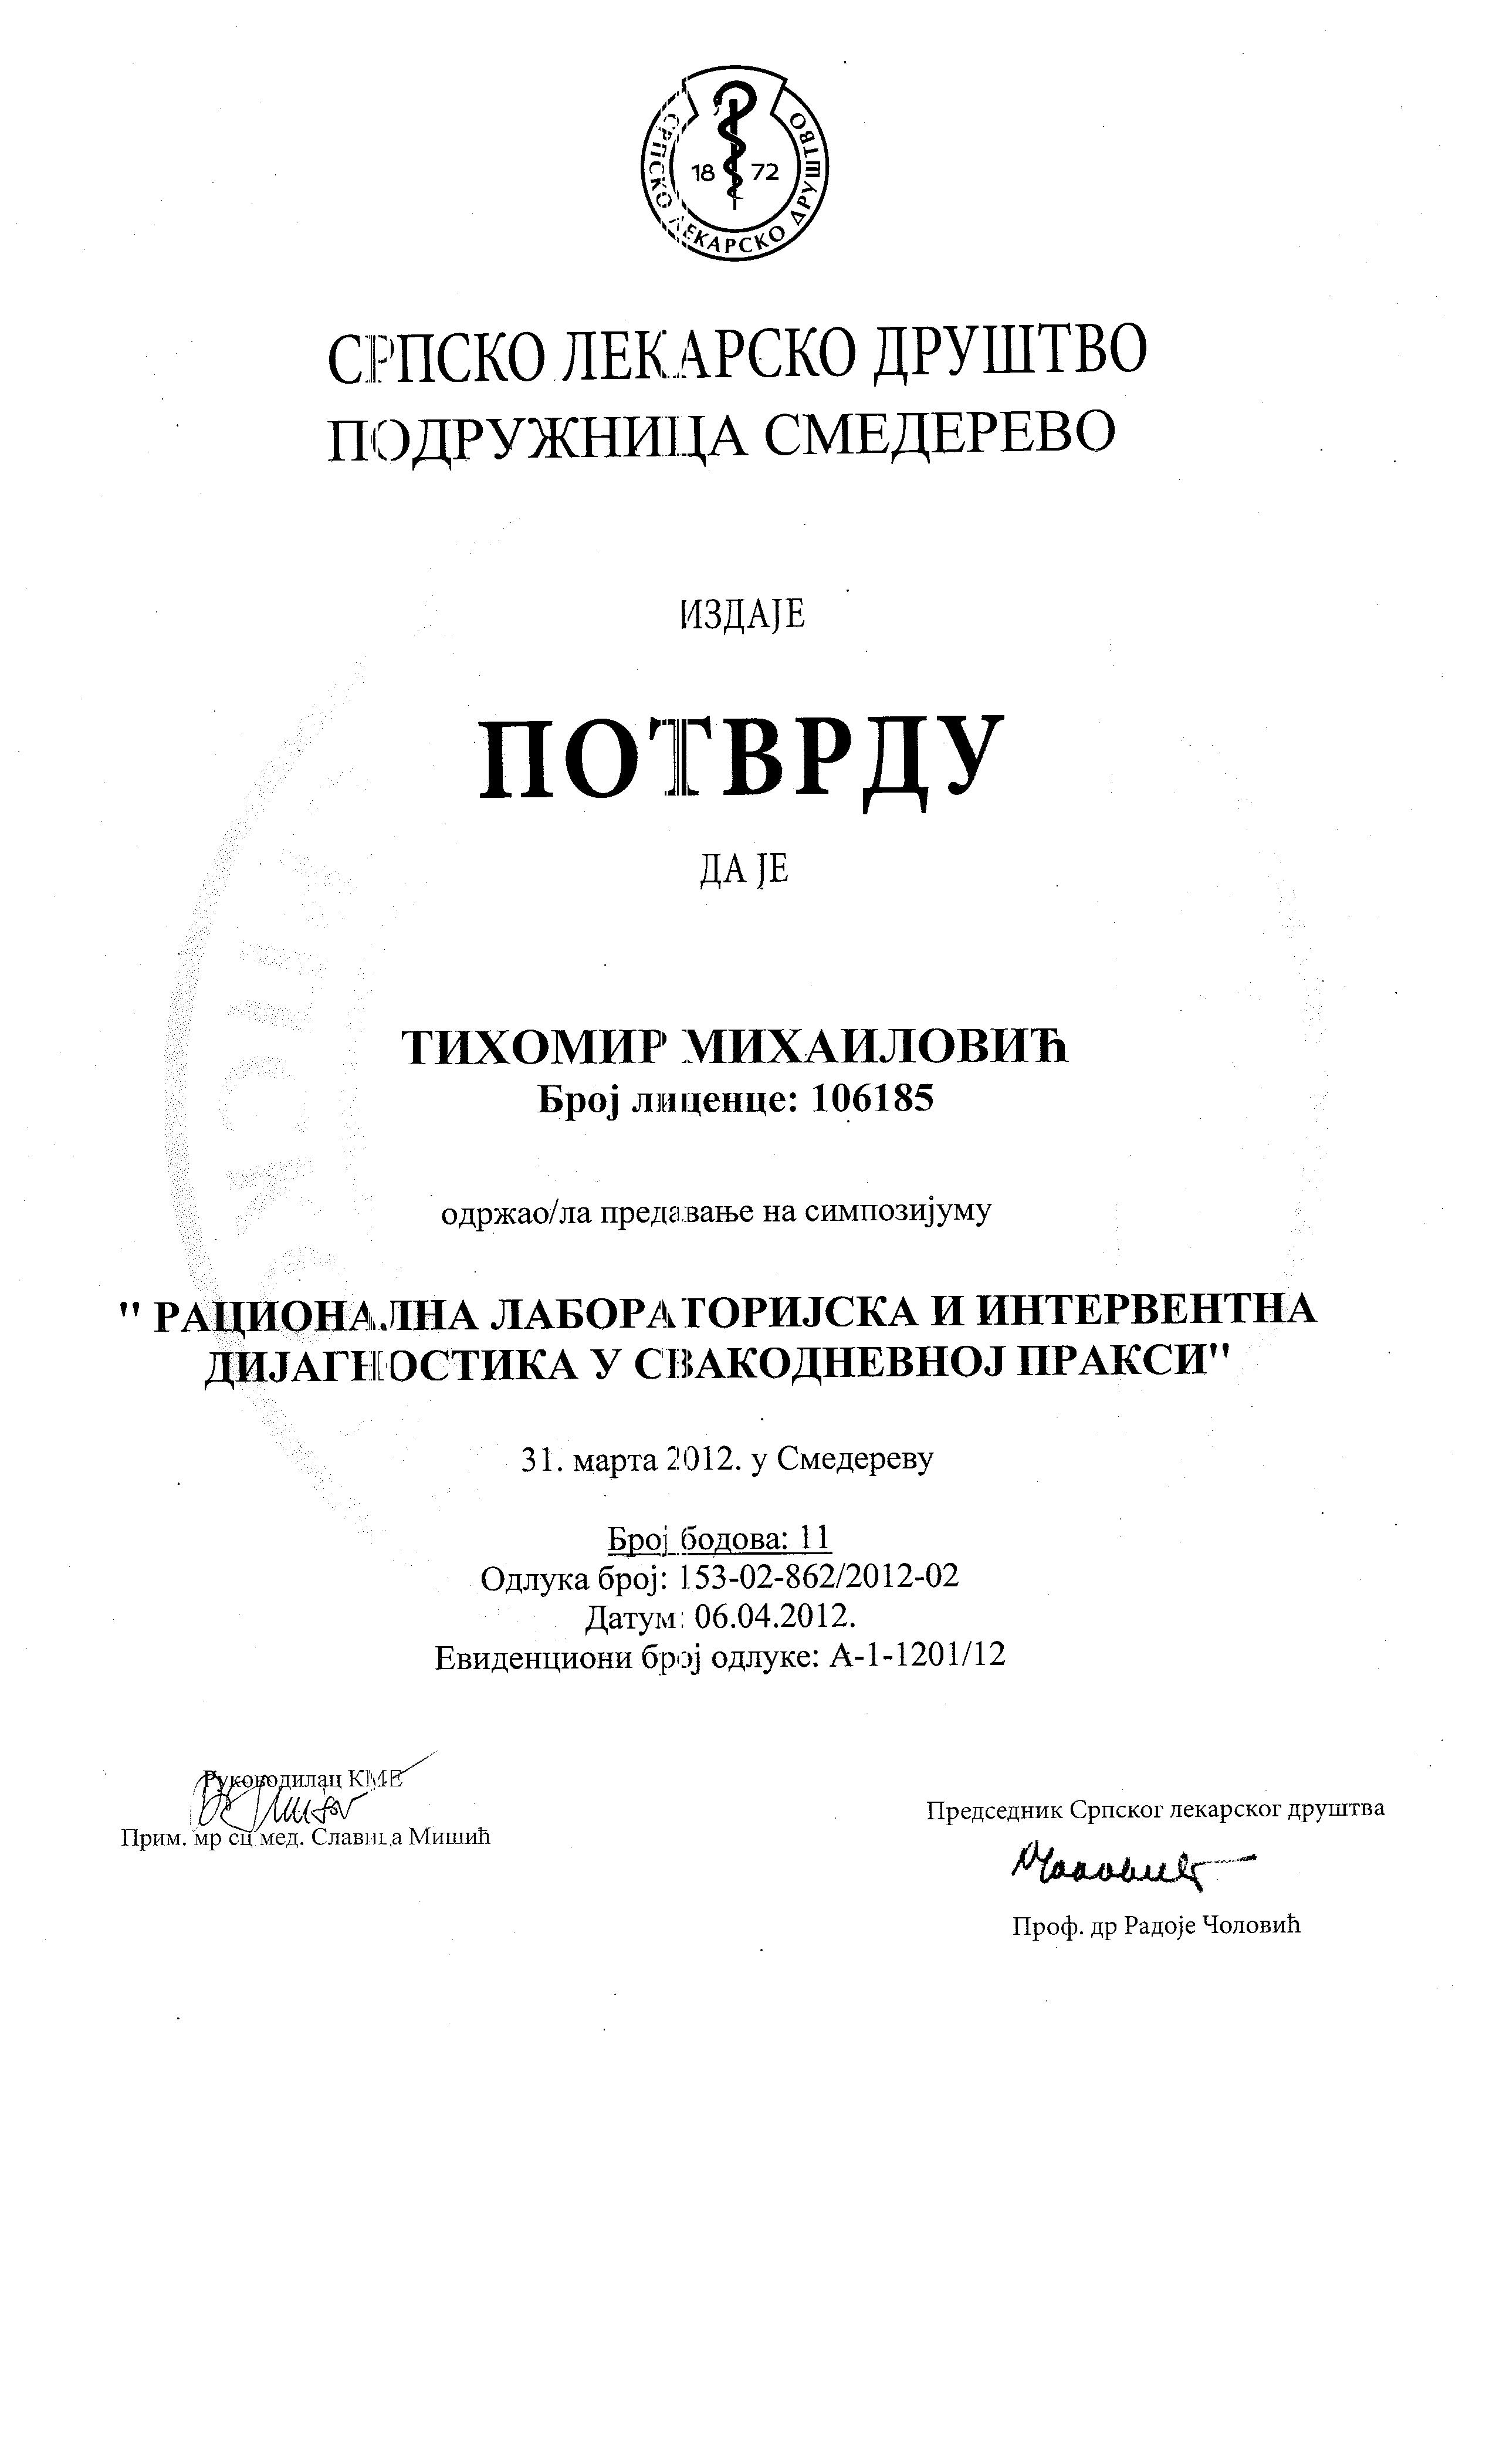 СРПСКО ЛЕКАРСКО ДРУШТВО
18 72
СРПСКО ЛЕКАРСКО ДРУШТВО
ПОДРУЖНИЦА СМЕДЕРЕВО
ИЗДАЈЕ
ПОТВРДУ
ДА ЈЕ
ТИХОМИР МИХАИЛОВИЋ
Број лиценце: 106185
одржао/ла предавање на симпозијуму
" РАЦИОНАЛНА ЛАБОРАТОРИЈСКА И ИНТЕРВЕНТНА
ДИЈАГНОСТИКА У СВАКОДНЕВНОЈ ПРАКСИ"
31. марта 2012. у Смедереву
Број бодова: 11
Одлука број: 153-02-862/2012-02
Датум: 06.04.2012.
Евиденциони број одлуке: А-1-1201/12
Руководилац КМЕ
Прим. мр сц мед. Славица Мишић
Председник Српског лекарског друштва
Проф. др Радоје Чоловић